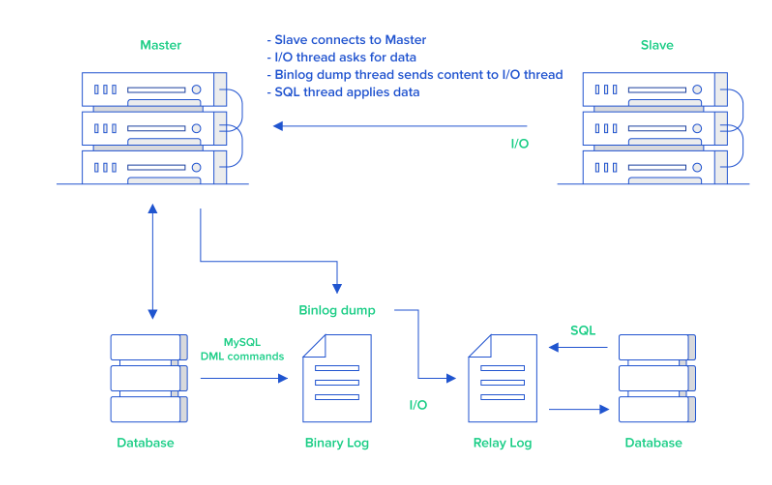 Master
- Slave connects to Master
- I/O thread asks for data
- Binlog dump thread sends content to I/O thread
- SQL thread applies data
Slave
I/O
Binlog dump
MySQL
DML commands
SQL
I/O
Database
Binary Log
Relay Log
Database